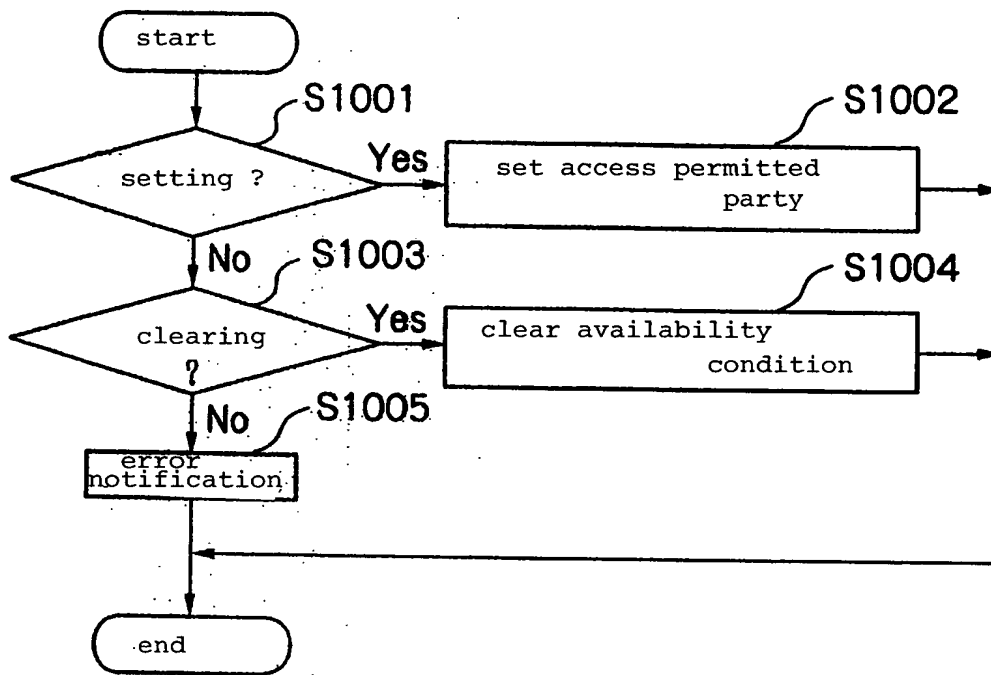 start
S1001
S1002
setting ?
Yes
set access permitted
party
No
S1003
S1004
clearing
?
Yes
clear availability
condition
No
S1005
error
notification
end